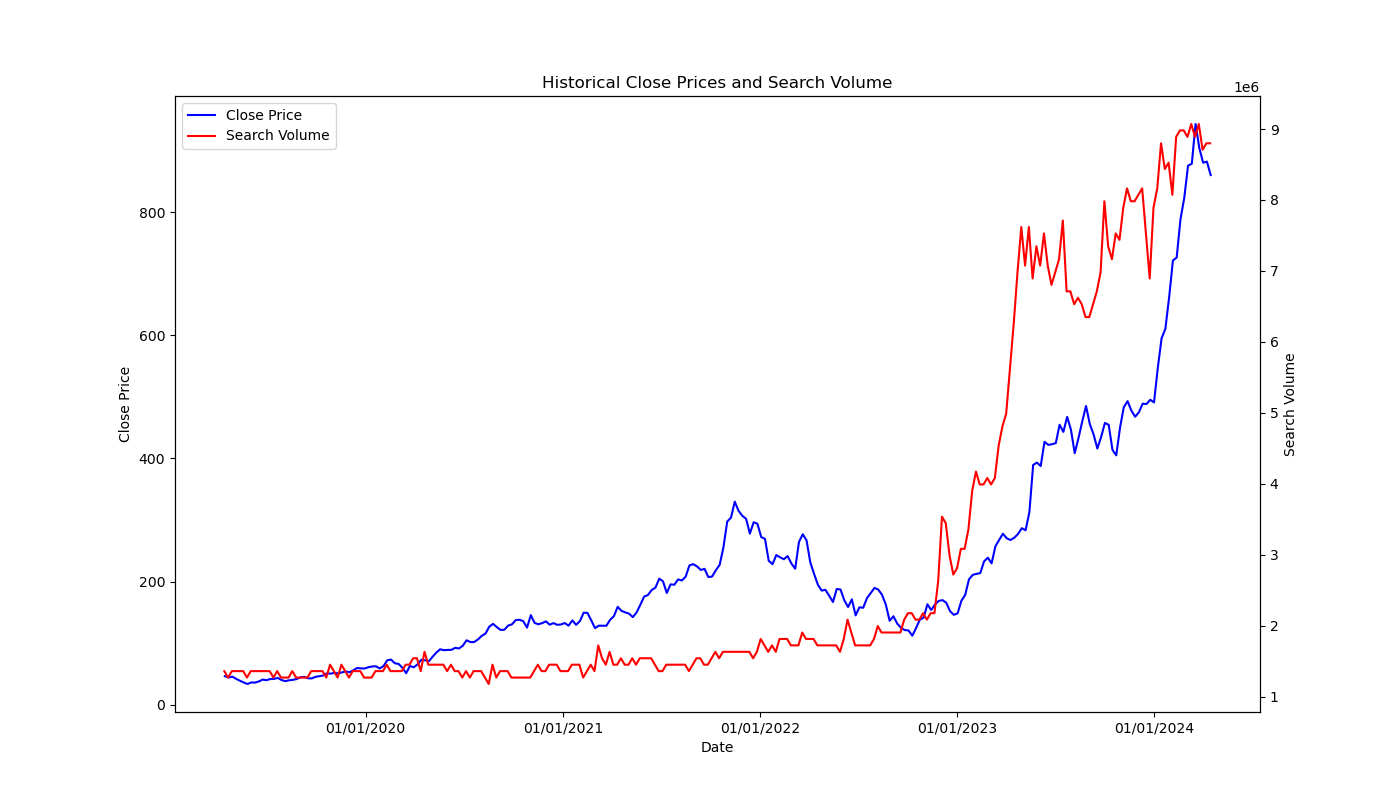 Historical Close Prices and Search Volume
1e6
Close Price
Search Volume
Close Price
800
600
400
200
0
9
8
7
6
5
4
3
2
1
Search Volume
01/01/2020 01/01/2021 01/01/2022 01/01/2023 01/01/2024
Date